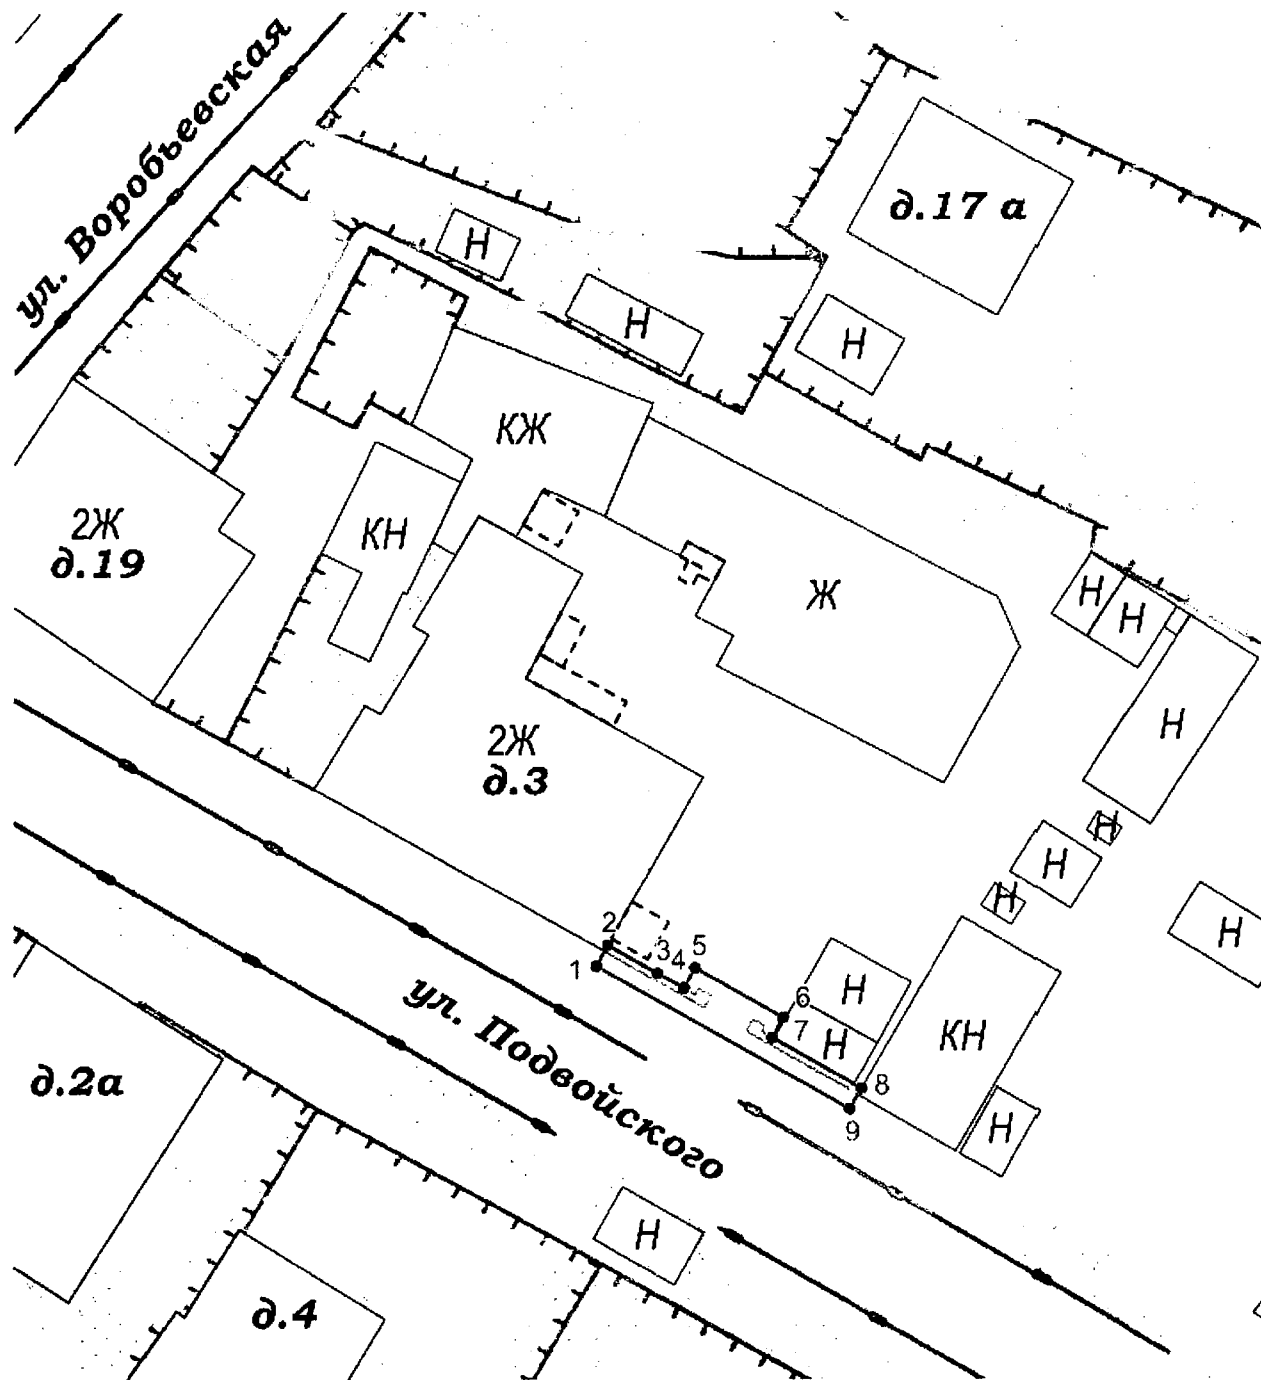 ул. Воробьевская
д.17 а
Н
Н
Н
КЖ
2Ж
д.19
КН
Ж
Н
Н
Н
2Ж
д.3
Н
Н
Н
Н
2
1
3
4
5
6
7
8
9
Н
Н
КН
Н
ул. Подвойского
д.2а
Н
д.4